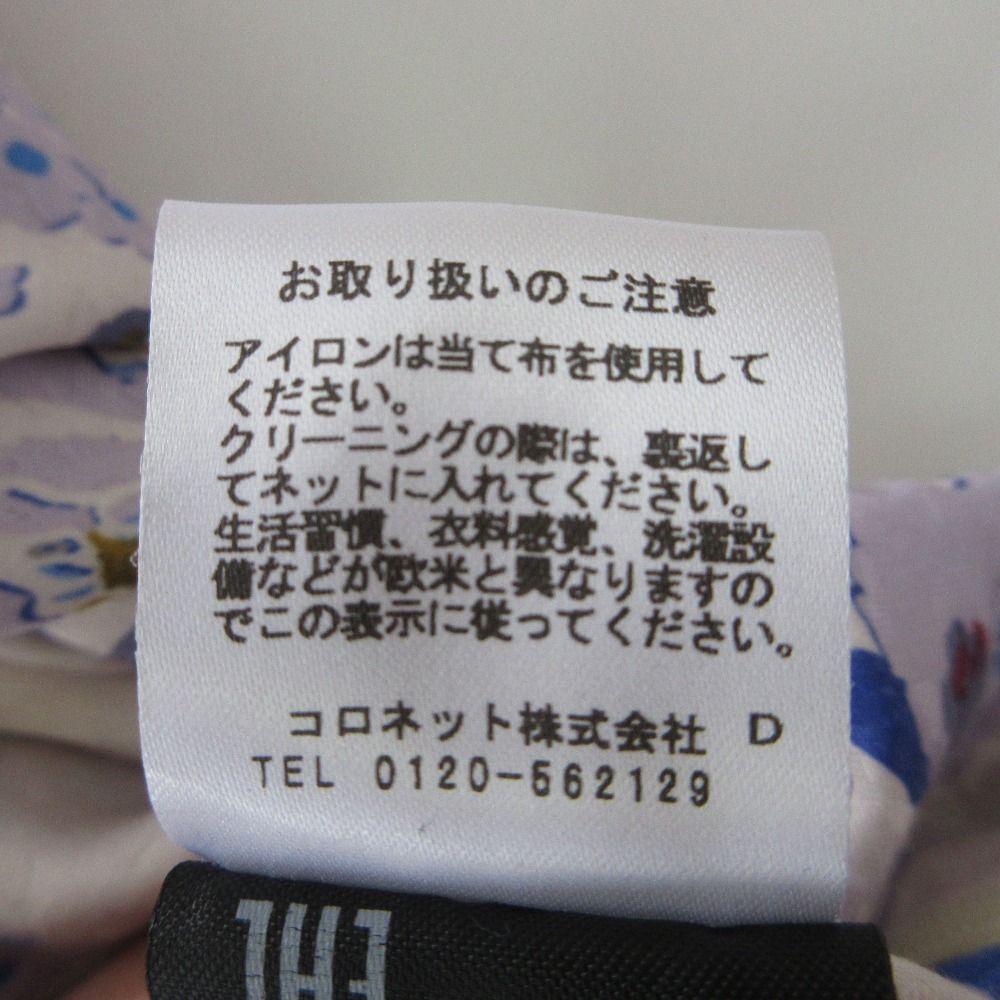 お取り扱いのご注意
アイロンは当て布を使用して
ください。
クリーニングの際は、裏返し
てネットに入れてください。
生活習慣、衣料感覚、洗濯設
備などが欧米と異なりますの
でこの表示に従ってください。
コロネット株式会社 D
TEL 0120-562129